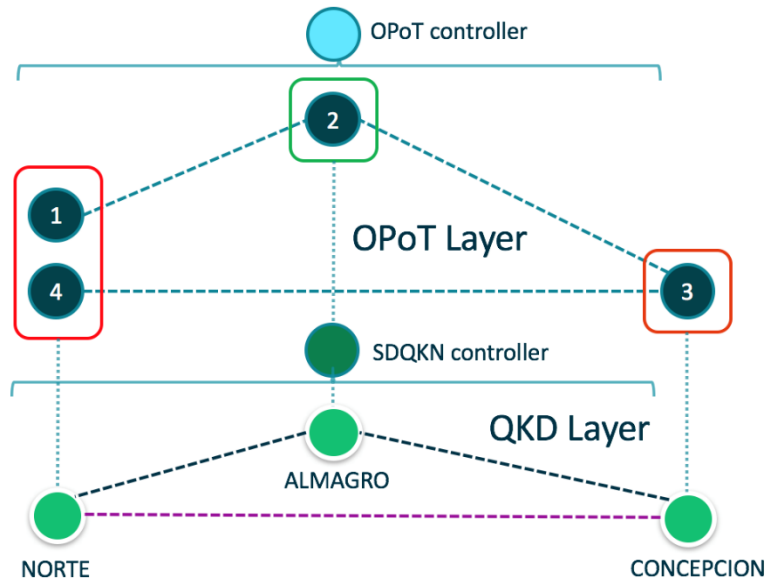 OPoT controller
2
1
OPoT Layer
4
3
SDQKN controller
QKD Layer
ALMAGRO
NORTE
CONCEPCION